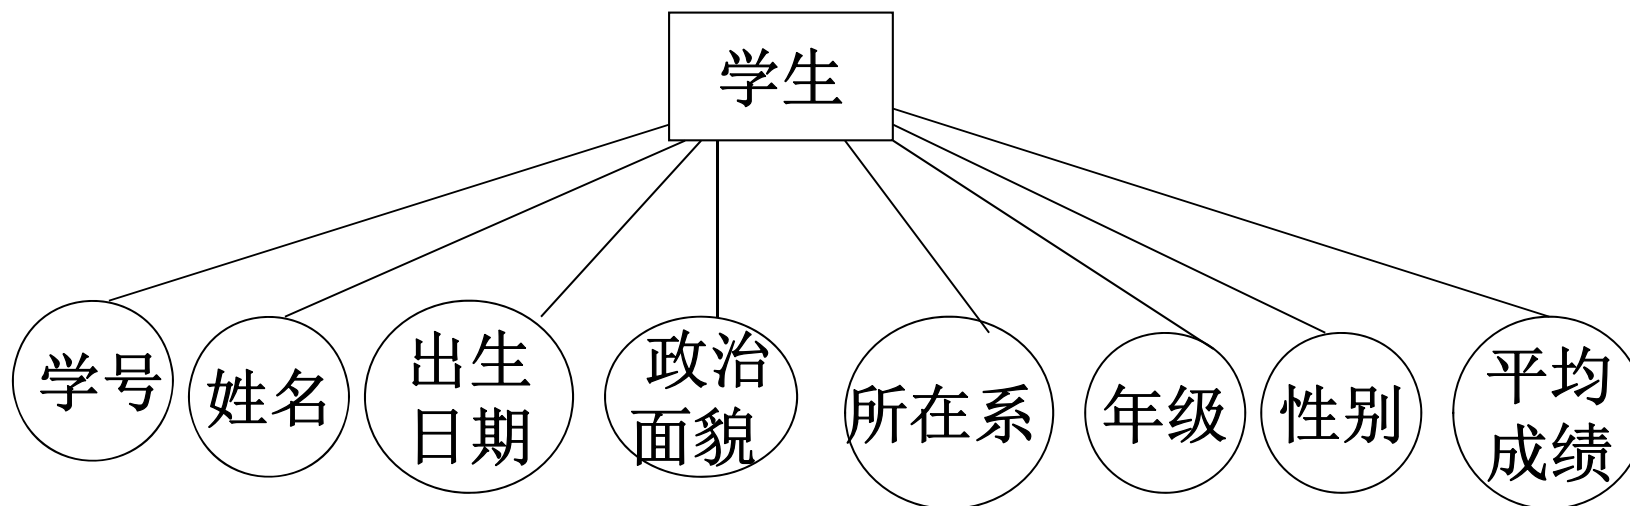 学生
学号
姓名
出生
日期
政治
面貌
所在系
年级
性别
平均
成绩